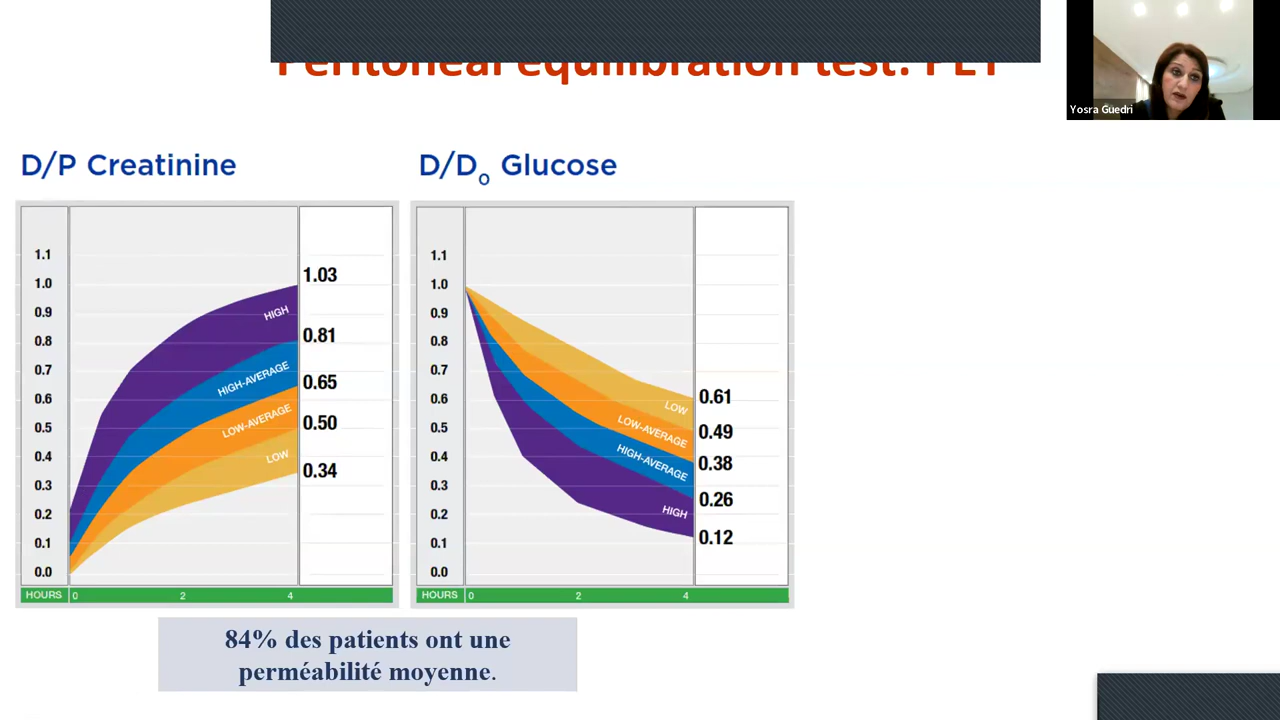 Peritoneal equilibration test: PET
Yosra Guedri
D/P Creatinine
1.1
1.0
0.9
0.8
0.7
0.6
0.5
0.4
0.3
0.2
0.1
0.0
HIGH
HIGH-AVERAGE
LOW-AVERAGE
LOW
1.03
0.81
0.65
0.50
0.34
HOURS 0 2 4
D/D₀ Glucose
1.1
1.0
0.9
0.8
0.7
0.6
0.5
0.4
0.3
0.2
0.1
0.0
LOW
LOW-AVERAGE
HIGH-AVERAGE
HIGH
0.61
0.49
0.38
0.26
0.12
HOURS 0 2 4
84% des patients ont une
perméabilité moyenne.